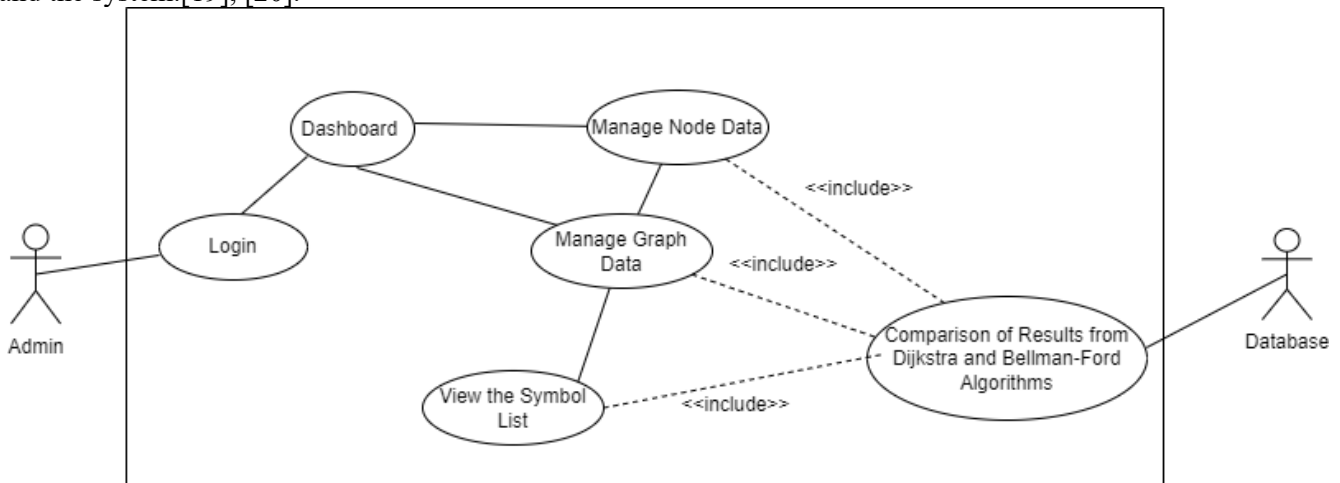 and the system.[19], [20].
Dashboard
Manage Node Data
<<include>>
Login
Manage Graph
Data
<<include>>
Admin
Comparison of Results from
Dijkstra and Bellman-Ford
Algorithms
Database
View the Symbol
List
<<include>>